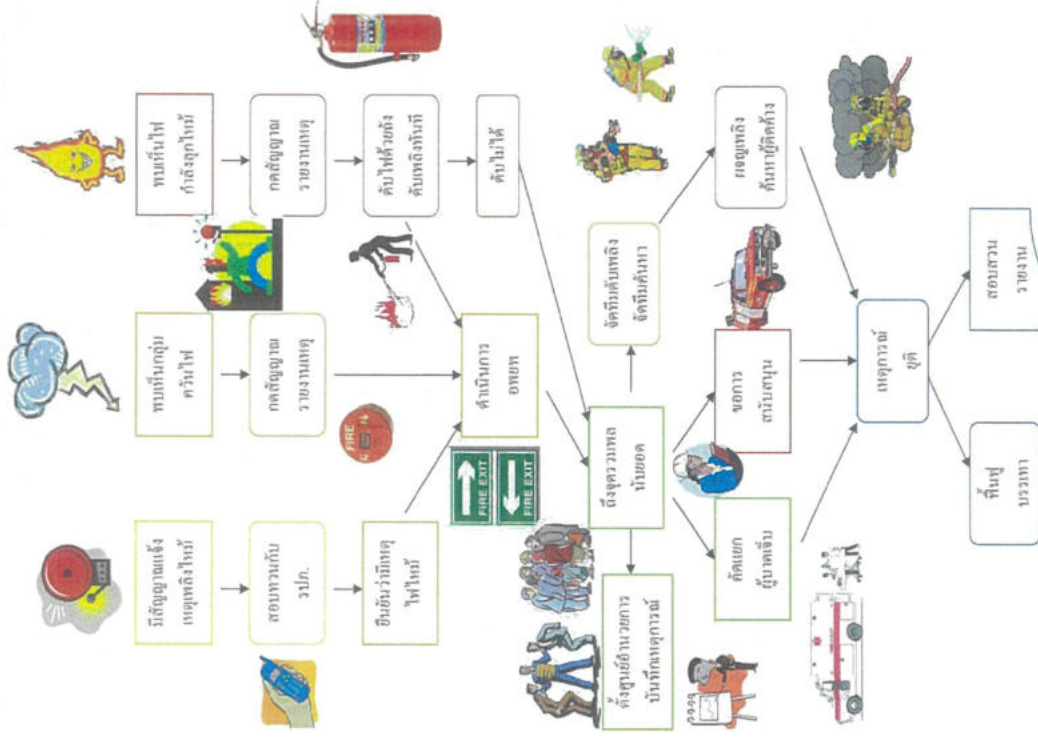 มีสัญญาณแจ้ง
เหตุเพลิงไหม้
พบเห็นกลุ่ม
ควันไฟ
พบเห็นไฟ
กำลังลุกไหม้
สอบทวนกับ
รปภ.
กดสัญญาณ
รายงานเหตุ
กดสัญญาณ
รายงานเหตุ
ยืนยันว่ามีเหตุ
ไฟไหม้
FIRE
ดับไฟด้วยถัง
ดับเพลิงทันที
FIRE EXIT
FIRE EXIT
ดำเนินการ
อพยพ
ดับไม่ได้
ตั้งศูนย์อำนวยการ
บันทึกเหตุการณ์
ถึงจุดรวมพล
นับยอด
จัดทีมดับเพลิง
จัดทีมค้นหา
คัดแยก
ผู้บาดเจ็บ
ขอการ
สนับสนุน
ผจญเพลิง
ค้นหาผู้ติดค้าง
เหตุการณ์
ยุติ
ฟื้นฟู
บรรเทา
สอบสวน
รายงาน